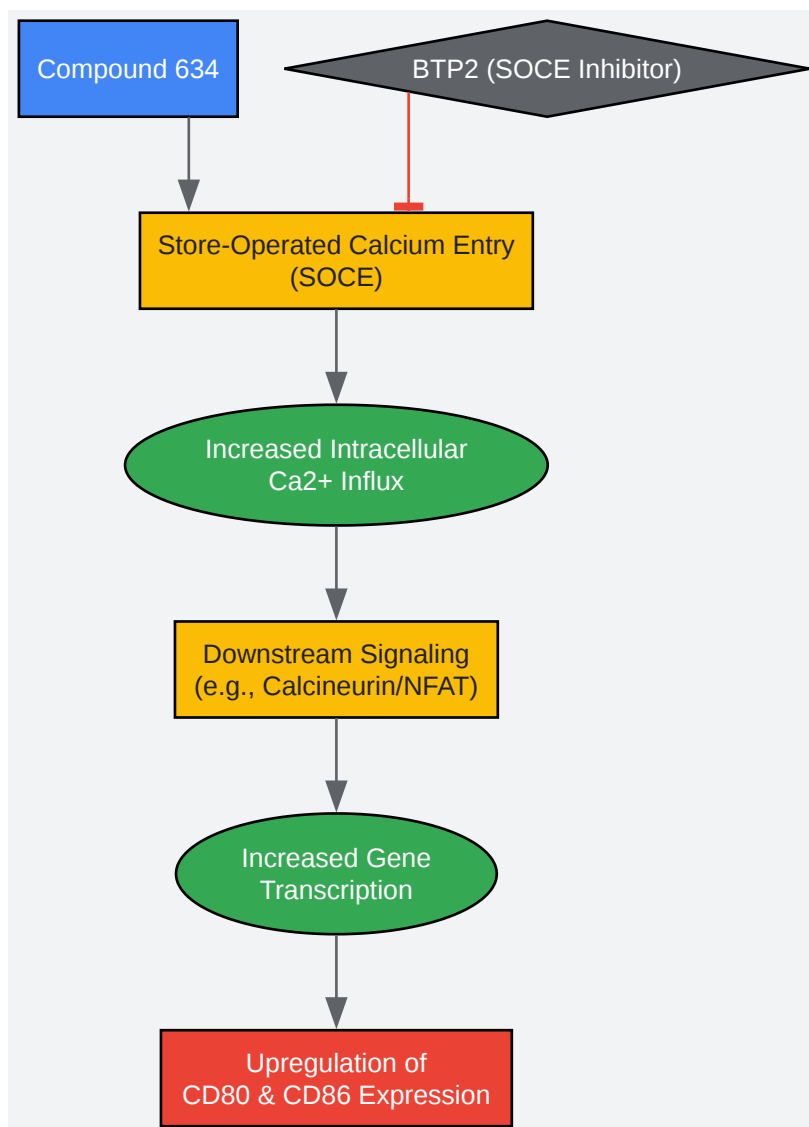 Compound 634
BTP2 (SOCE Inhibitor)
Store-Operated Calcium Entry
(SOCE)
Increased Intracellular
Ca2+ Influx
Downstream Signaling
(e.g., Calcineurin/NFAT)
Increased Gene
Transcription
Upregulation of
CD80 & CD86 Expression